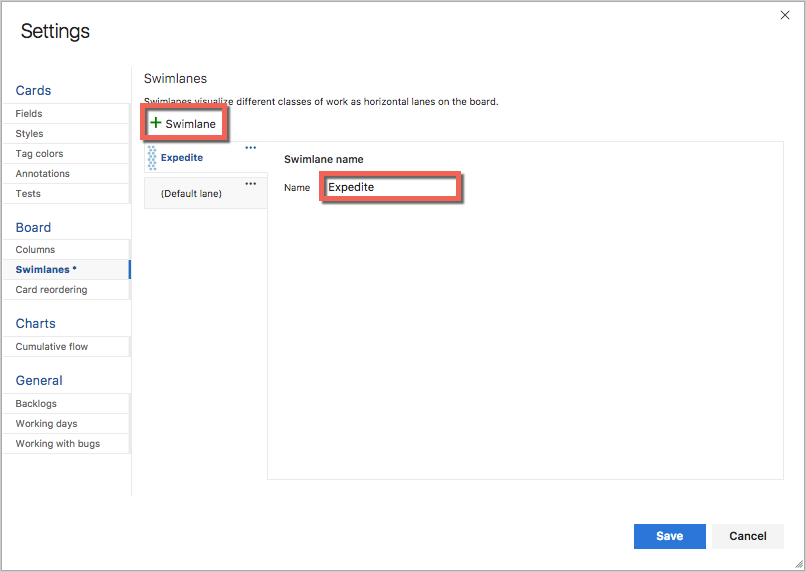 Settings
Cards
Fields
Styles
Tag colors
Annotations
Tests
Board
Columns
Swimlanes *
Card reordering
Charts
Cumulative flow
General
Backlogs
Working days
Working with bugs
Swimlanes
Swimlanes visualize different classes of work as horizontal lanes on the board.
+ Swimlane
Expedite
(Default lane)
Swimlane name
Name Expedite
Save Cancel